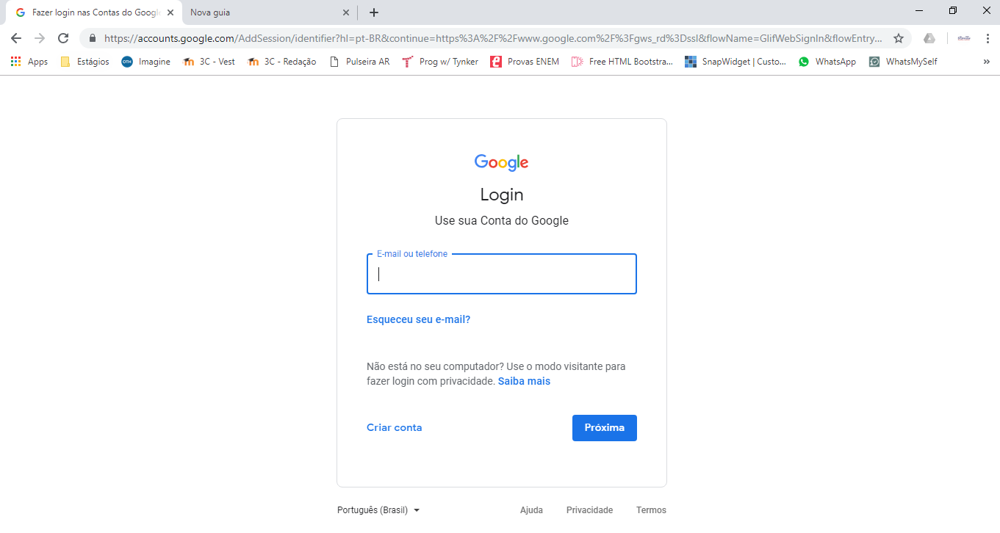 Fazer login nas Contas do Googl
Nova guia
https://accounts.google.com/AddSession/identifier?hl=pt-BR&continue=https%3A%2F%2Fwww.google.com%2F%3Fgws_rd%3Dssl&flowName=GlifWebSignIn&flowEntry...
Apps Estágios OTH Imagine 3C - Vest 3C - Redação Pulseira AR Prog w/ Tynker Provas ENEM Free HTML Bootstra... SnapWidget | Custo... WhatsApp WhatsMySelf »
Google
Login
Use sua Conta do Google
E-mail ou telefone
Esqueceu seu e-mail?
Não está no seu computador? Use o modo visitante para
fazer login com privacidade. Saiba mais
Criar conta
Próxima
Português (Brasil) Ajuda Privacidade Termos